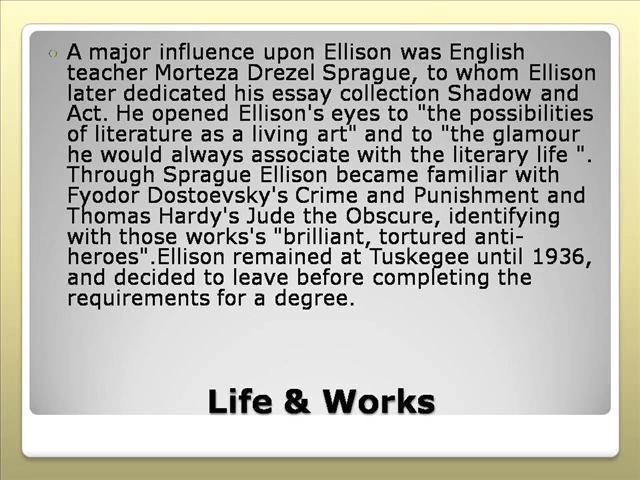 A major influence upon Ellison was English
teacher Morteza Drezel Sprague, to whom Ellison
later dedicated his essay collection Shadow and
Act. He opened Ellison's eyes to "the possibilities
of literature as a living art" and to "the glamour
he would always associate with the literary life ".
Through Sprague Ellison became familiar with
Fyodor Dostoevsky's Crime and Punishment and
Thomas Hardy's Jude the Obscure, identifying
with those works's "brilliant, tortured anti-
heroes".Ellison remained at Tuskegee until 1936,
and decided to leave before completing the
requirements for a degree.
Life & Works